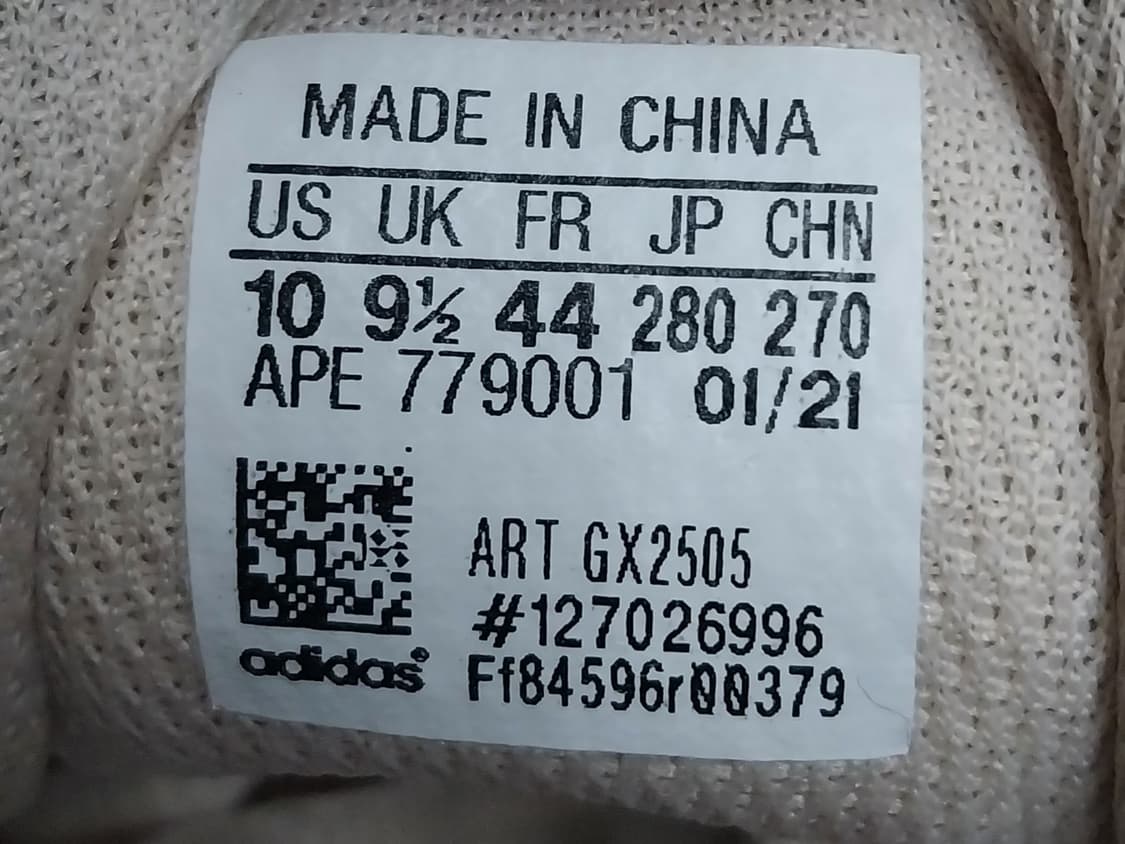 MADE IN CHINA
US UK FR JP CHN
10 9½ 44 280 270
APE 779001 01/21
ART GX2505
#127026996
adidas® Ff84596r00379